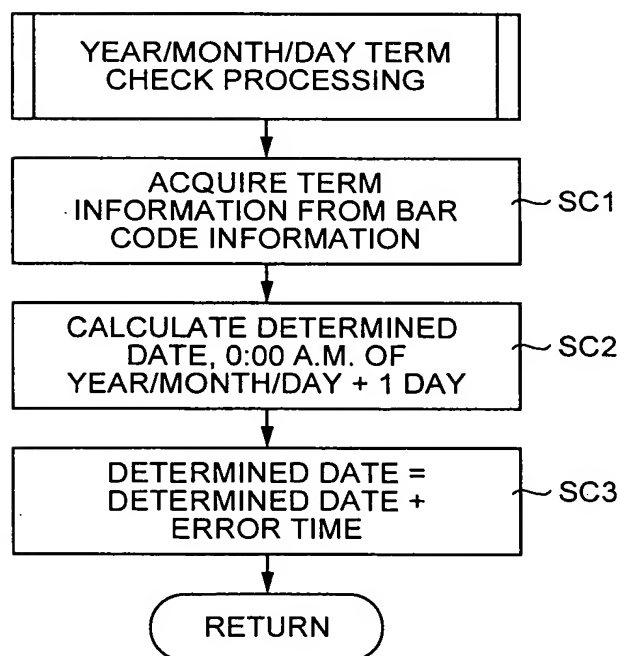 YEAR/MONTH/DAY TERM
CHECK PROCESSING
ACQUIRE TERM
INFORMATION FROM BAR
CODE INFORMATION
SC1
CALCULATE DETERMINED
DATE, 0:00 A.M. OF
YEAR/MONTH/DAY + 1 DAY
SC2
DETERMINED DATE =
DETERMINED DATE +
ERROR TIME
SC3
RETURN